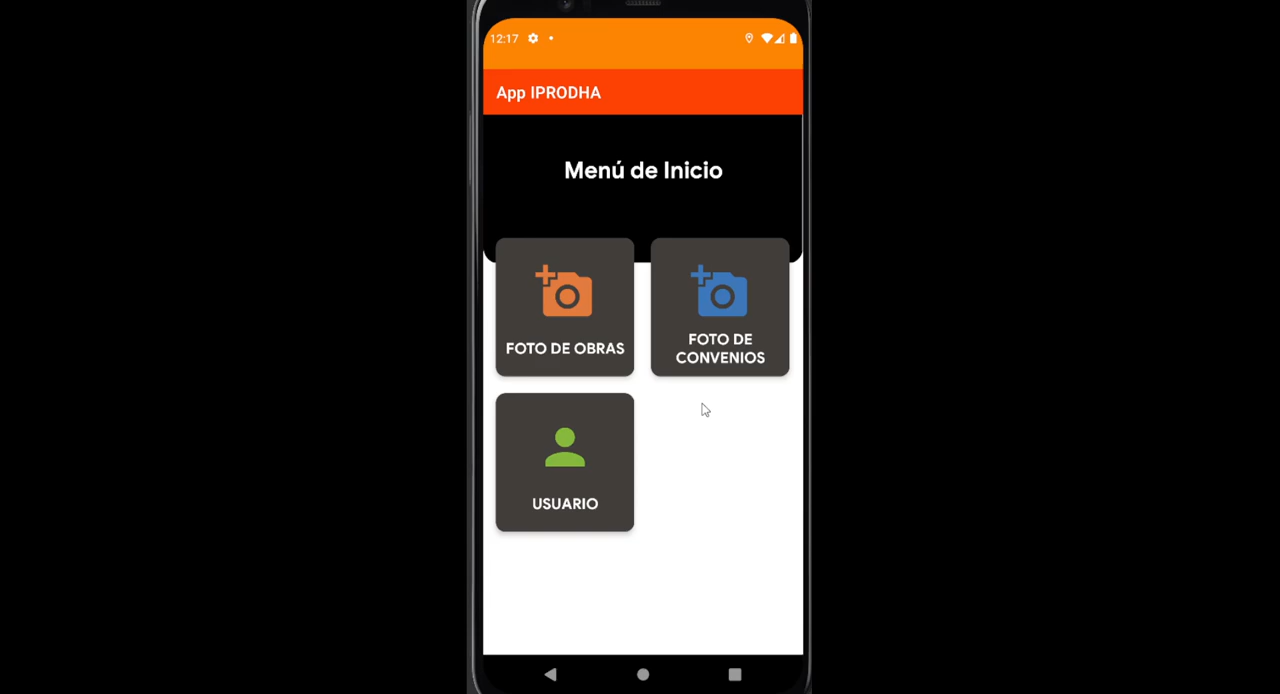 12:17
App IPRODHA
Menú de Inicio
FOTO DE OBRAS
FOTO DE
CONVENIOS
USUARIO